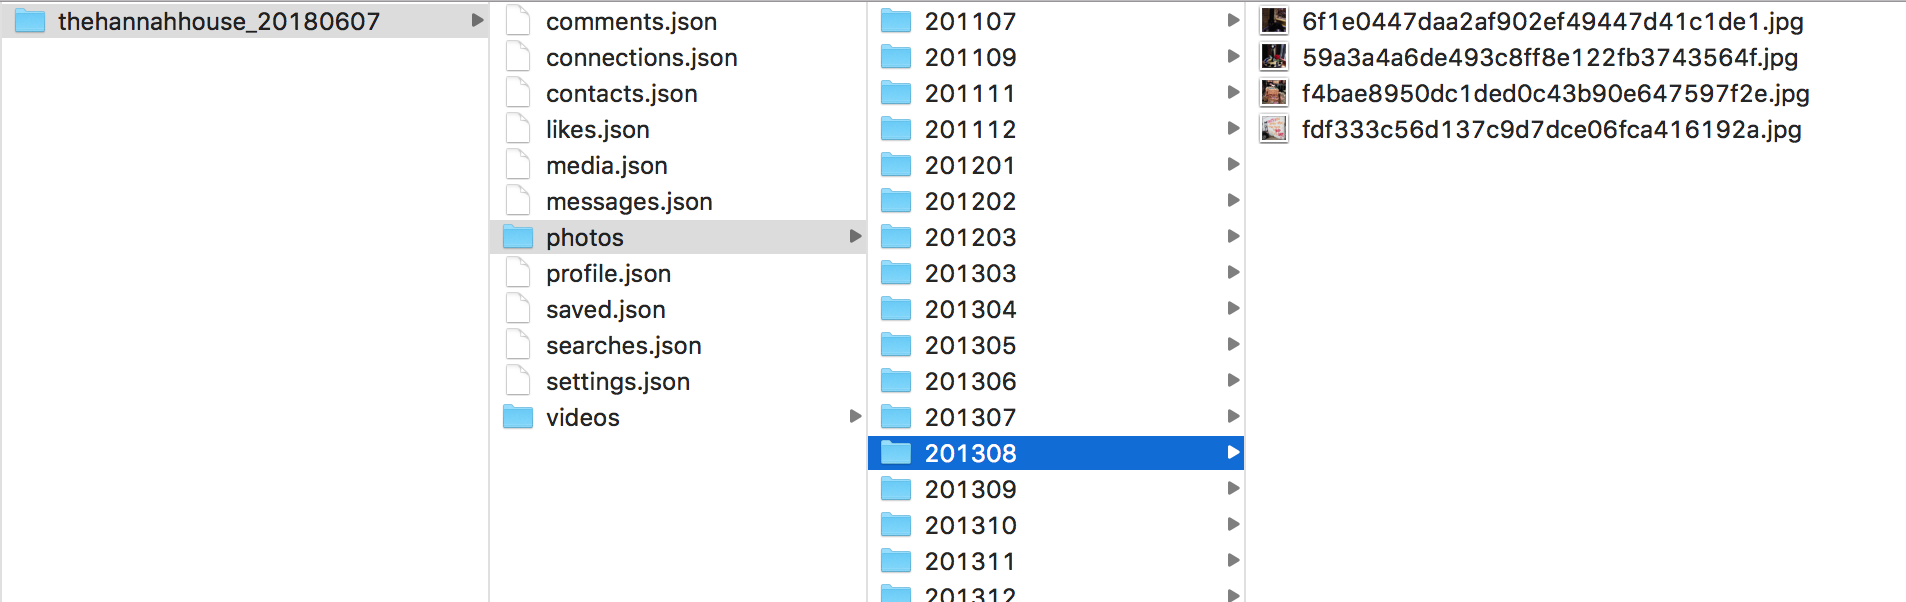 thehannahhouse_20180607
comments.json
connections.json
contacts.json
likes.json
media.json
messages.json
photos
profile.json
saved.json
searches.json
settings.json
videos
201107
201109
201111
201112
201201
201202
201203
201303
201304
201305
201306
201307
201308
201309
201310
201311
201312
6f1e0447daa2af902ef49447d41c1de1.jpg
59a3a4a6de493c8ff8e122fb3743564f.jpg
f4bae8950dc1ded0c43b90e647597f2e.jpg
fdf333c56d137c9d7dce06fca416192a.jpg